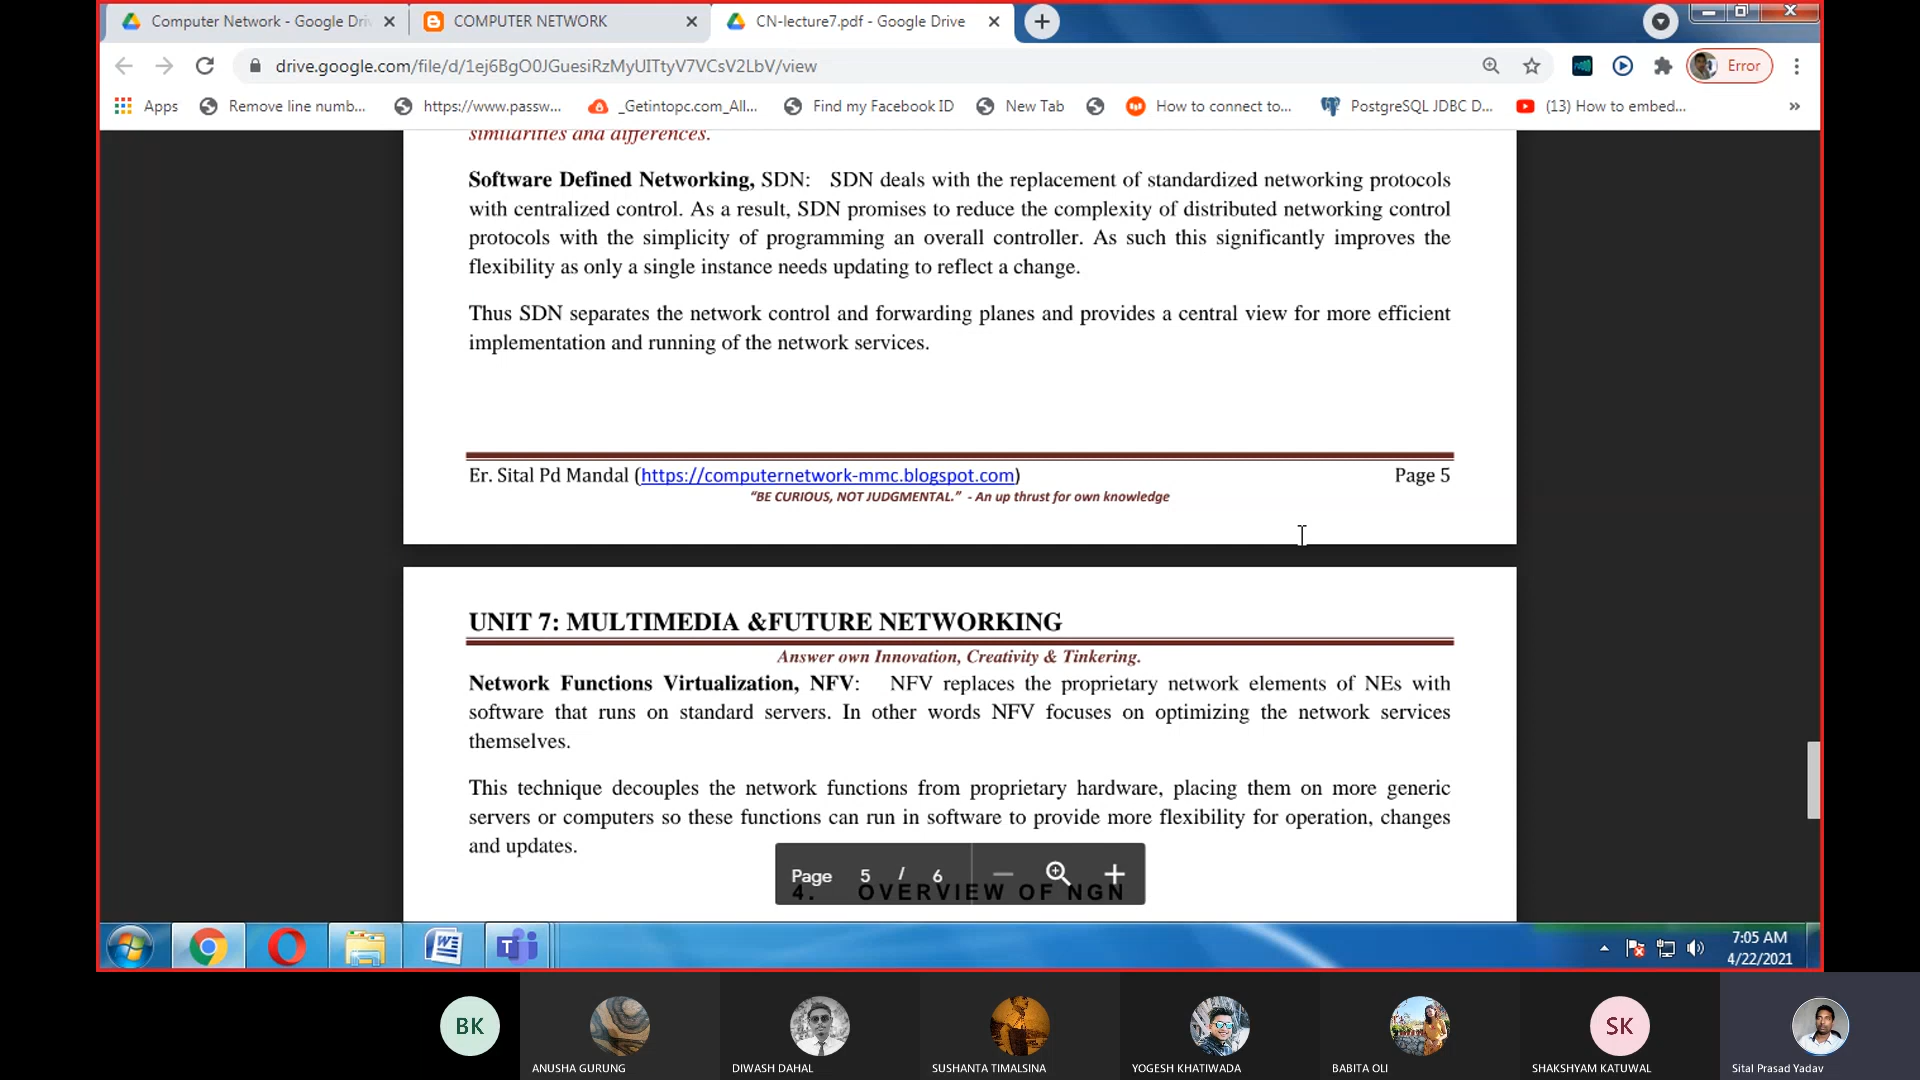 Computer Network - Google Dri
COMPUTER NETWORK
CN-lecture7.pdf - Google Drive
drive.google.com/file/d/1ej6BgO0JGuesiRzMyUITtyV7VCsV2LbV/view
Error
Apps
Remove line numb...
https://www.passw...
_Getintopc.com_All...
Find my Facebook ID
New Tab
How to connect to...
PostgreSQL JDBC D...
(13) How to embed...
similarities and differences.
Software Defined Networking, SDN: SDN deals with the replacement of standardized networking protocols
with centralized control. As a result, SDN promises to reduce the complexity of distributed networking control
protocols with the simplicity of programming an overall controller. As such this significantly improves the
flexibility as only a single instance needs updating to reflect a change.
Thus SDN separates the network control and forwarding planes and provides a central view for more efficient
implementation and running of the network services.
Er. Sital Pd Mandal (https://computernetwork-mmc.blogspot.com)
Page 5
“BE CURIOUS, NOT JUDGMENTAL.” - An up thrust for own knowledge
UNIT 7: MULTIMEDIA &FUTURE NETWORKING
Answer own Innovation, Creativity & Tinkering.
Network Functions Virtualization, NFV: NFV replaces the proprietary network elements of NEs with
software that runs on standard servers. In other words NFV focuses on optimizing the network services
themselves.
This technique decouples the network functions from proprietary hardware, placing them on more generic
servers or computers so these functions can run in software to provide more flexibility for operation, changes
and updates.
Page 5 / 6
4. OVERVIEW OF NGN
7:05 AM
4/22/2021
BK
SK
ANUSHA GURUNG
DIWASH DAHAL
SUSHANTA TIMALSINA
YOGESH KHATIWADA
BABITA OLI
SHAKSHYAM KATUWAL
Sital Prasad Yadav